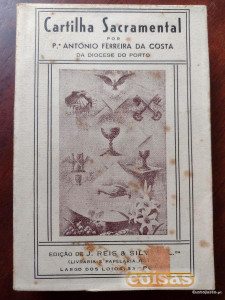 Cartilha Sacramental
POR
P.e ANTÓNIO FERREIRA DA COSTA
DA DIOCESE DO PORTO
EDIÇÃO DE J. REIS & SILV
(LIVRARIA E PAPELARIA
LARGO DOS LOIOS
coisas